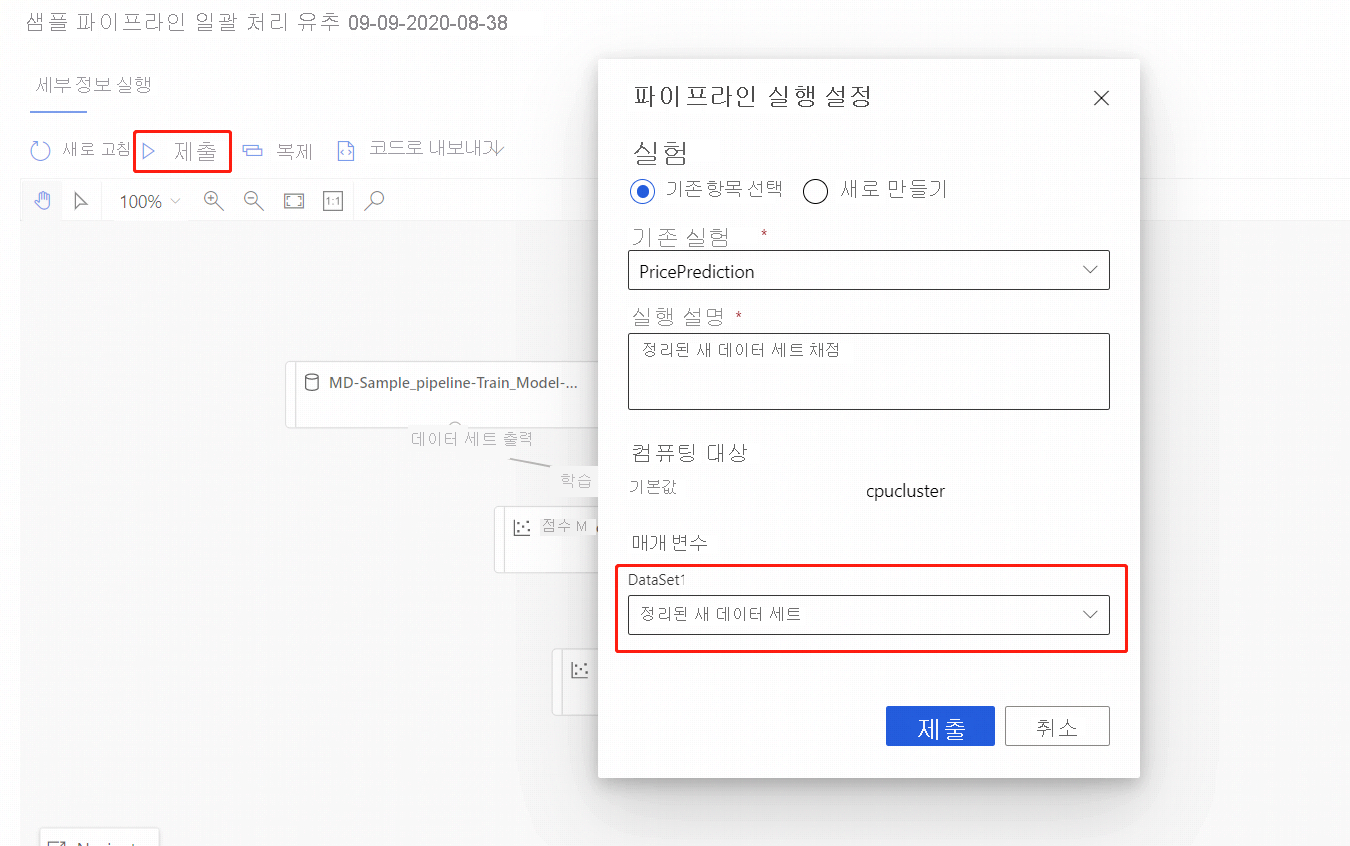 샘플 파이프라인 일괄 처리 유추 09-09-2020-08-38
세부 정보 실행
새로 고침 제출 복제 코드로 내보내기
100% 1:1
MD-Sample_pipeline-Train_Model-...
데이터 세트 출력
학습
점수 M
파이프라인 실행 설정
실험
기존 항목 선택 새로 만들기
기존 실험 *
PricePrediction
실행 설명 *
정리된 새 데이터 세트 채점
컴퓨팅 대상
기본값 cpucluster
매개 변수
DataSet1
정리된 새 데이터 세트
제출 취소